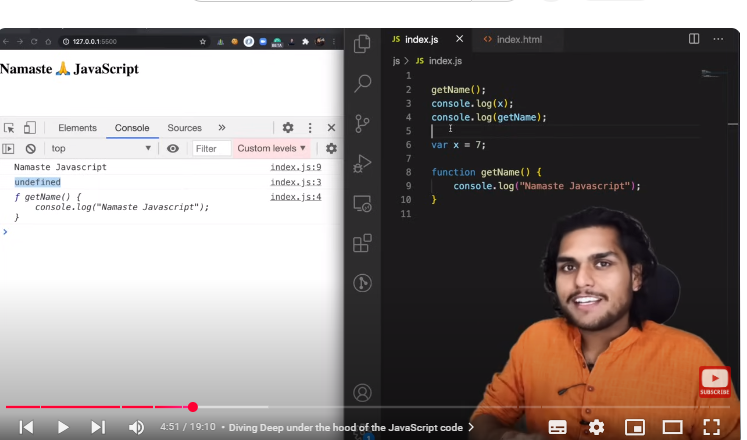 127.0.0.1:5500
BETA
Namaste 🙏 JavaScript
Elements Console Sources »
top Filter Custom levels ▼
Namaste Javascript index.js:9
undefined index.js:3
ƒ getName() { index.js:4
console.log("Namaste Javascript");
}
>
JS index.js × <> index.html ···
js > JS index.js
1
2 getName();
3 console.log(x);
4 console.log(getName);
5
6 var x = 7;
7
8 function getName() {
9 console.log("Namaste Javascript");
10 }
11
SUBSCRIBE
4:51 / 19:10 • Diving Deep under the hood of the JavaScript code >
1